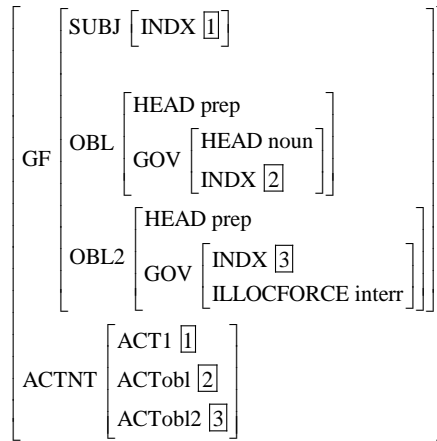 SUBJ [INDX 1]
HEAD prep
OBL
HEAD noun
GOV
INDX 2
GF
HEAD prep
OBL2
INDX 3
GOV
ILLOCFORCE interr
ACT1 1
ACTNT
ACTobl 2
ACTobl2 3